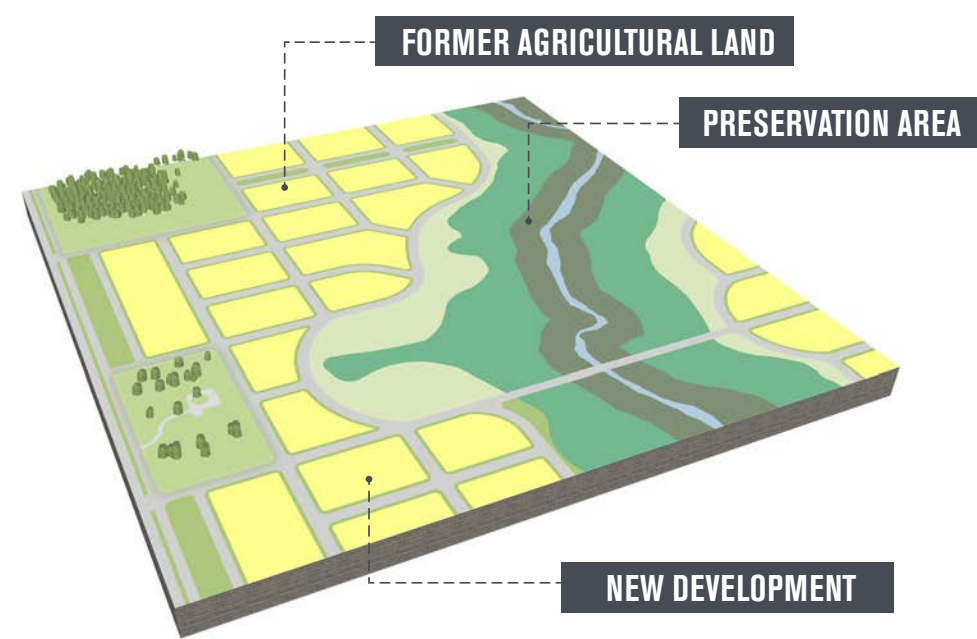 FORMER AGRICULTURAL LAND
PRESERVATION AREA
NEW DEVELOPMENT